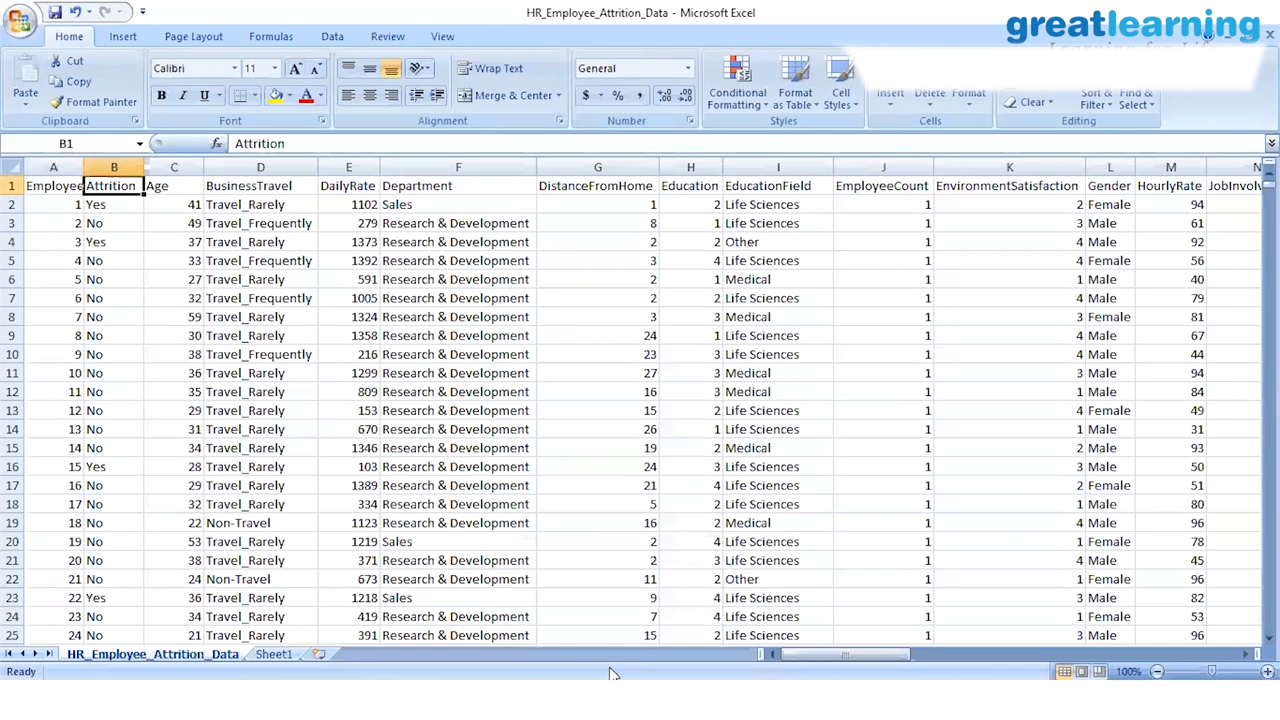 HR_Employee_Attrition_Data - Microsoft Excel
greatlearning
Home Insert Page Layout Formulas Data Review View
Paste
Cut
Copy
Format Painter
Clipboard
Calibri 11
B I U
Font
Wrap Text
Merge & Center
Alignment
General
$ % ,
Number
Conditional Formatting
Format as Table
Cell Styles
Styles
Insert Delete Format
Cells
Clear
Sort & Filter
Find & Select
Editing
B1 fx Attrition
A B C D E F G H I J K L M N
1 Employee Attrition Age BusinessTravel DailyRate Department DistanceFromHome Education EducationField EmployeeCount EnvironmentSatisfaction Gender HourlyRate JobInvolv
2 1 Yes 41 Travel_Rarely 1102 Sales 1 2 Life Sciences 1 2 Female 94
3 2 No 49 Travel_Frequently 279 Research & Development 8 1 Life Sciences 1 3 Male 61
4 3 Yes 37 Travel_Rarely 1373 Research & Development 2 2 Other 1 4 Male 92
5 4 No 33 Travel_Frequently 1392 Research & Development 3 4 Life Sciences 1 4 Female 56
6 5 No 27 Travel_Rarely 591 Research & Development 2 1 Medical 1 1 Male 40
7 6 No 32 Travel_Frequently 1005 Research & Development 2 2 Life Sciences 1 4 Male 79
8 7 No 59 Travel_Rarely 1324 Research & Development 3 3 Medical 1 3 Female 81
9 8 No 30 Travel_Rarely 1358 Research & Development 24 1 Life Sciences 1 4 Male 67
10 9 No 38 Travel_Frequently 216 Research & Development 23 3 Life Sciences 1 4 Male 44
11 10 No 36 Travel_Rarely 1299 Research & Development 27 3 Medical 1 3 Male 94
12 11 No 35 Travel_Rarely 809 Research & Development 16 3 Medical 1 1 Male 84
13 12 No 29 Travel_Rarely 153 Research & Development 15 2 Life Sciences 1 4 Female 49
14 13 No 31 Travel_Rarely 670 Research & Development 26 1 Life Sciences 1 1 Male 31
15 14 No 34 Travel_Rarely 1346 Research & Development 19 2 Medical 1 2 Male 93
16 15 Yes 28 Travel_Rarely 103 Research & Development 24 3 Life Sciences 1 3 Male 50
17 16 No 29 Travel_Rarely 1389 Research & Development 21 4 Life Sciences 1 2 Female 51
18 17 No 32 Travel_Rarely 334 Research & Development 5 2 Life Sciences 1 1 Male 80
19 18 No 22 Non-Travel 1123 Research & Development 16 2 Medical 1 4 Male 96
20 19 No 53 Travel_Rarely 1219 Sales 2 4 Life Sciences 1 1 Female 78
21 20 No 38 Travel_Rarely 371 Research & Development 2 3 Life Sciences 1 4 Male 45
22 21 No 24 Non-Travel 673 Research & Development 11 2 Other 1 1 Female 96
23 22 Yes 36 Travel_Rarely 1218 Sales 9 4 Life Sciences 1 3 Male 82
24 23 No 34 Travel_Rarely 419 Research & Development 7 4 Life Sciences 1 1 Female 53
25 24 No 21 Travel_Rarely 391 Research & Development 15 2 Life Sciences 1 3 Male 96
HR_Employee_Attrition_Data Sheet1
Ready 100%